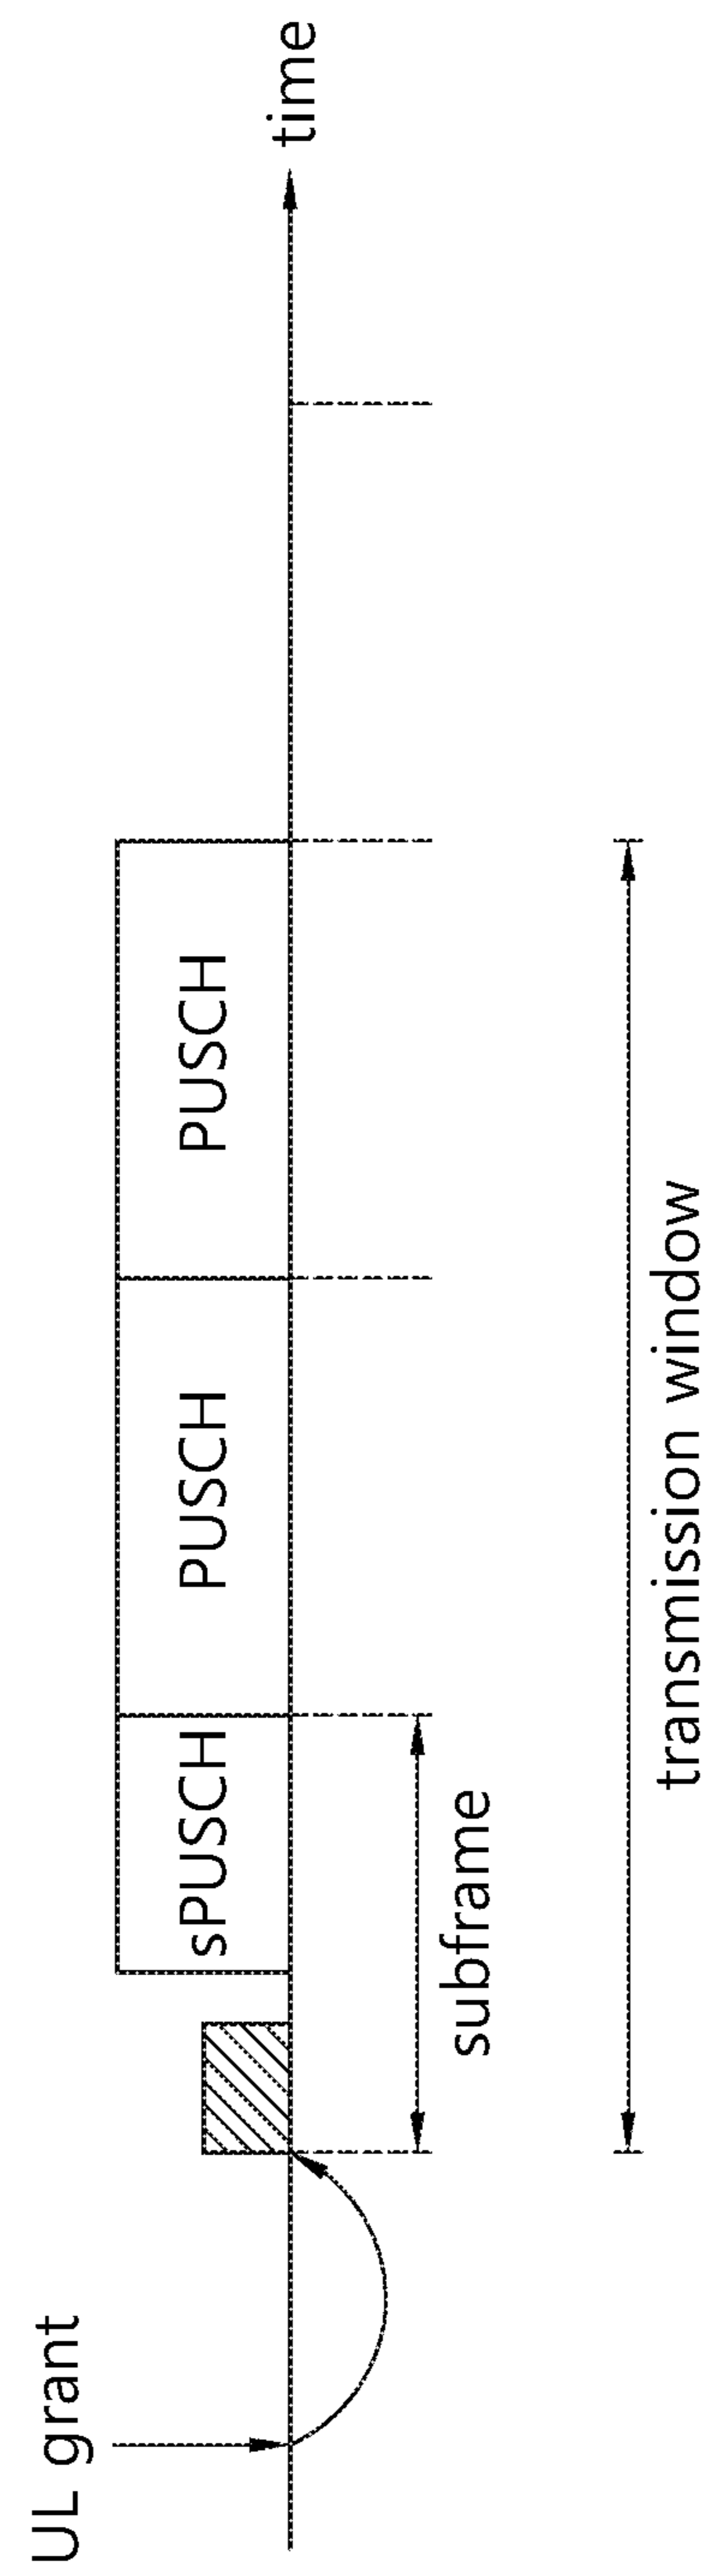 UL grant
sPUSCH
PUSCH
PUSCH
time
subframe
transmission window